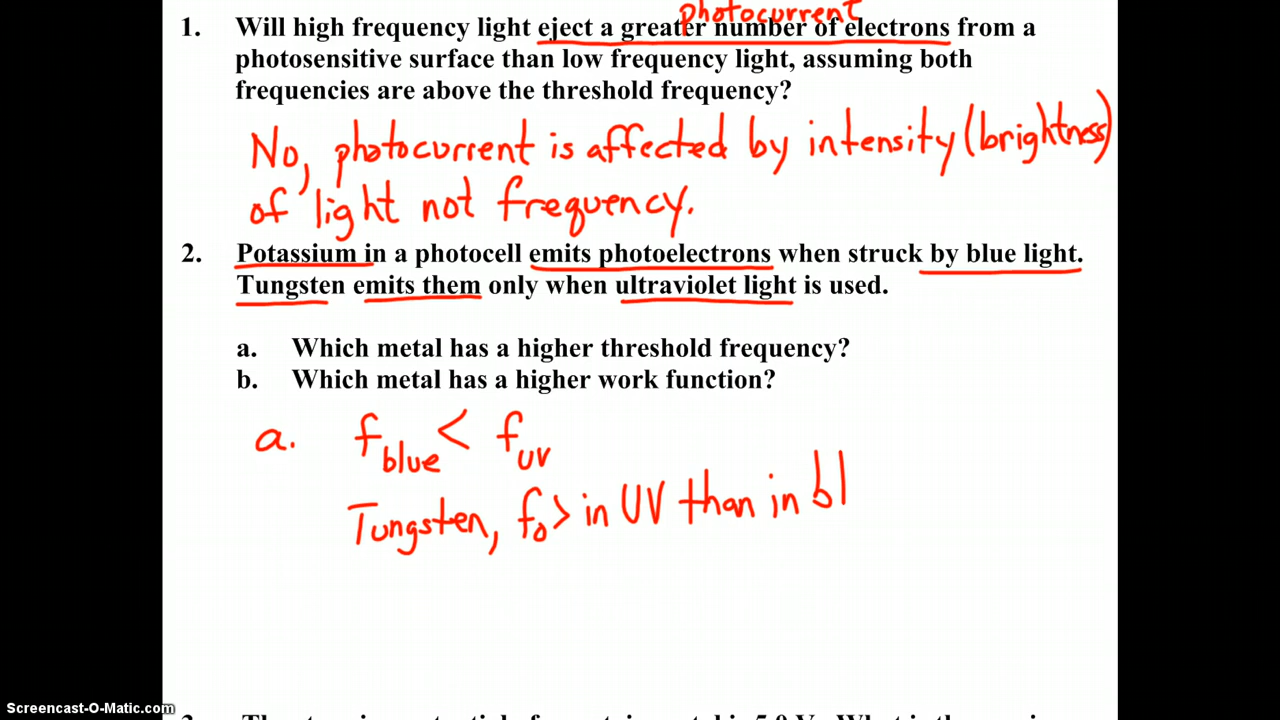 photocurrent
1. Will high frequency light eject a greater number of electrons from a
photosensitive surface than low frequency light, assuming both
frequencies are above the threshold frequency?
No, photocurrent is affected by intensity (brightness)
of light not frequency.
2. Potassium in a photocell emits photoelectrons when struck by blue light.
Tungsten emits them only when ultraviolet light is used.
a. Which metal has a higher threshold frequency?
b. Which metal has a higher work function?
a. f blue < f uv
Tungsten, f0 > in UV than in bl
Screencast-O-Matic.com